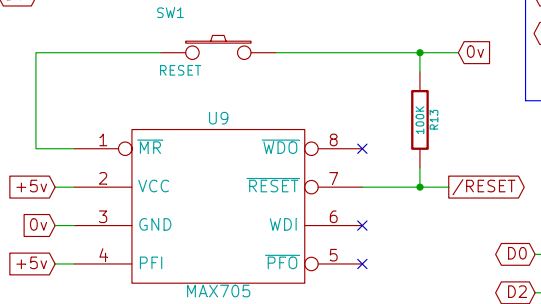 SW1
RESET
0v
100K
R13
U9
1 MR WDO 8
+5v 2 VCC RESET 7 /RESET
0v 3 GND WDI 6
+5v 4 PFI PFO 5
MAX705
D0
D2